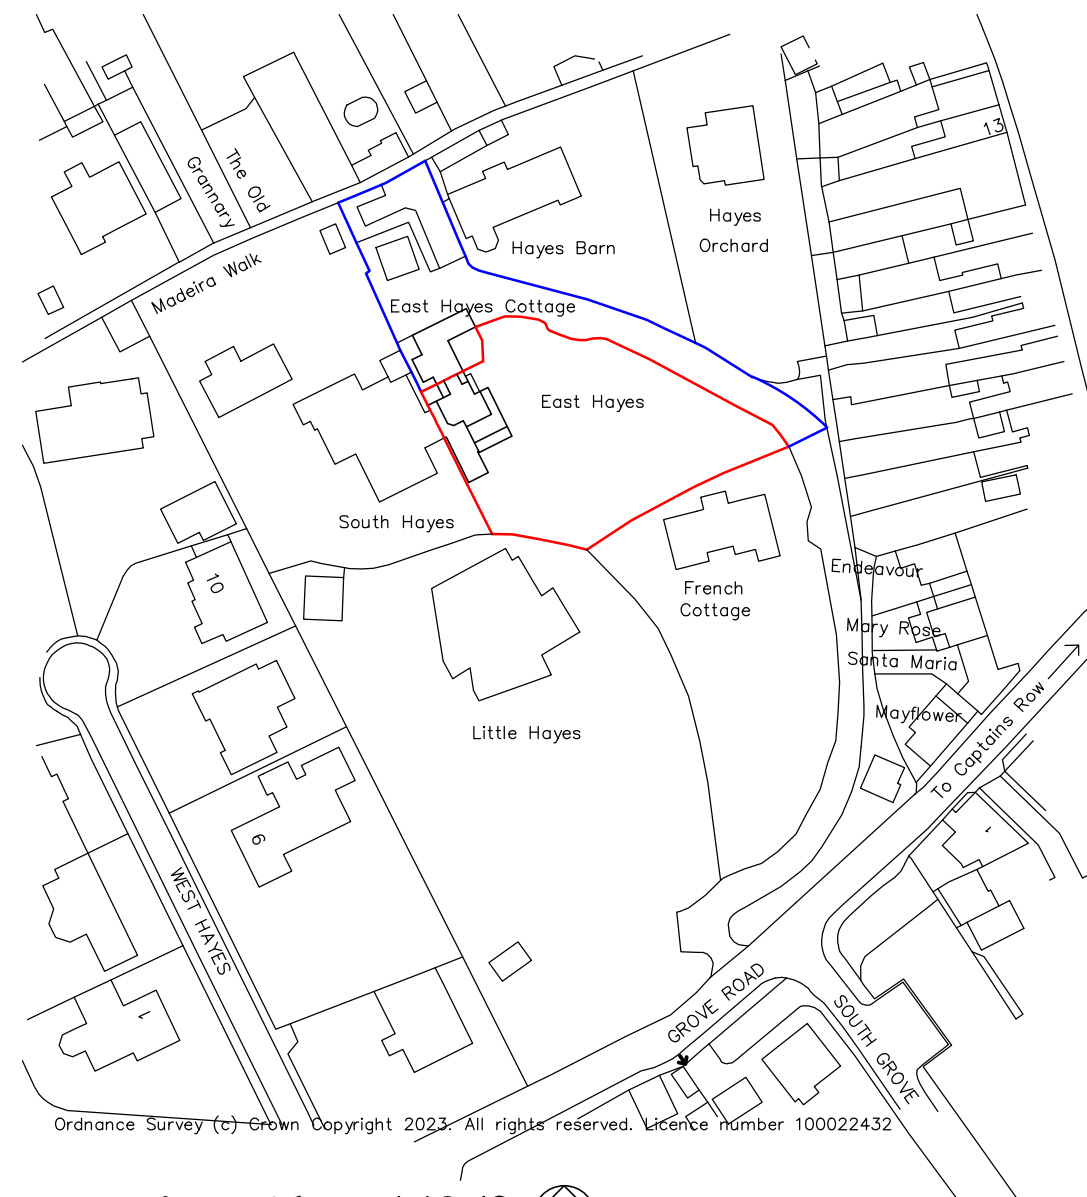 13
The Old
Grannary
Hayes
Orchard
Hayes Barn
Madeira Walk
East Hayes Cottage
East Hayes
South Hayes
10
French
Cottage
Endeavour
Mary Rose
Santa Maria
Mayflower
Little Hayes
To Captains Row
6
1
WEST HAYES
1
GROVE ROAD
SOUTH GROVE
Ordnance Survey (c) Crown Copyright 2023. All rights reserved. Licence number 100022432